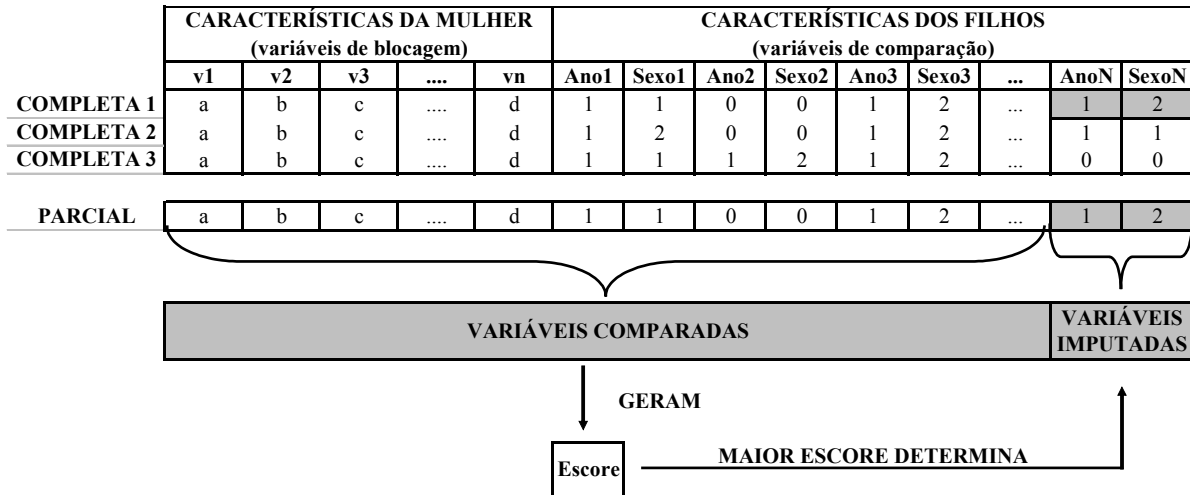 CARACTERÍSTICAS DA MULHER CARACTERÍSTICAS DOS FILHOS
(variáveis de blocagem) (variáveis de comparação)
v1 v2 v3 .... vn Ano1 Sexo1 Ano2 Sexo2 Ano3 Sexo3 ... AnoN SexoN
COMPLETA 1 a b c .... d 1 1 0 0 1 2 ... 1 2
COMPLETA 2 a b c .... d 1 2 0 0 1 2 ... 1 1
COMPLETA 3 a b c .... d 1 1 1 2 1 2 ... 0 0
PARCIAL a b c .... d 1 1 0 0 1 2 ... 1 2
VARIÁVEIS COMPARADAS
VARIÁVEIS
IMPUTADAS
GERAM
MAIOR ESCORE DETERMINA
Escore